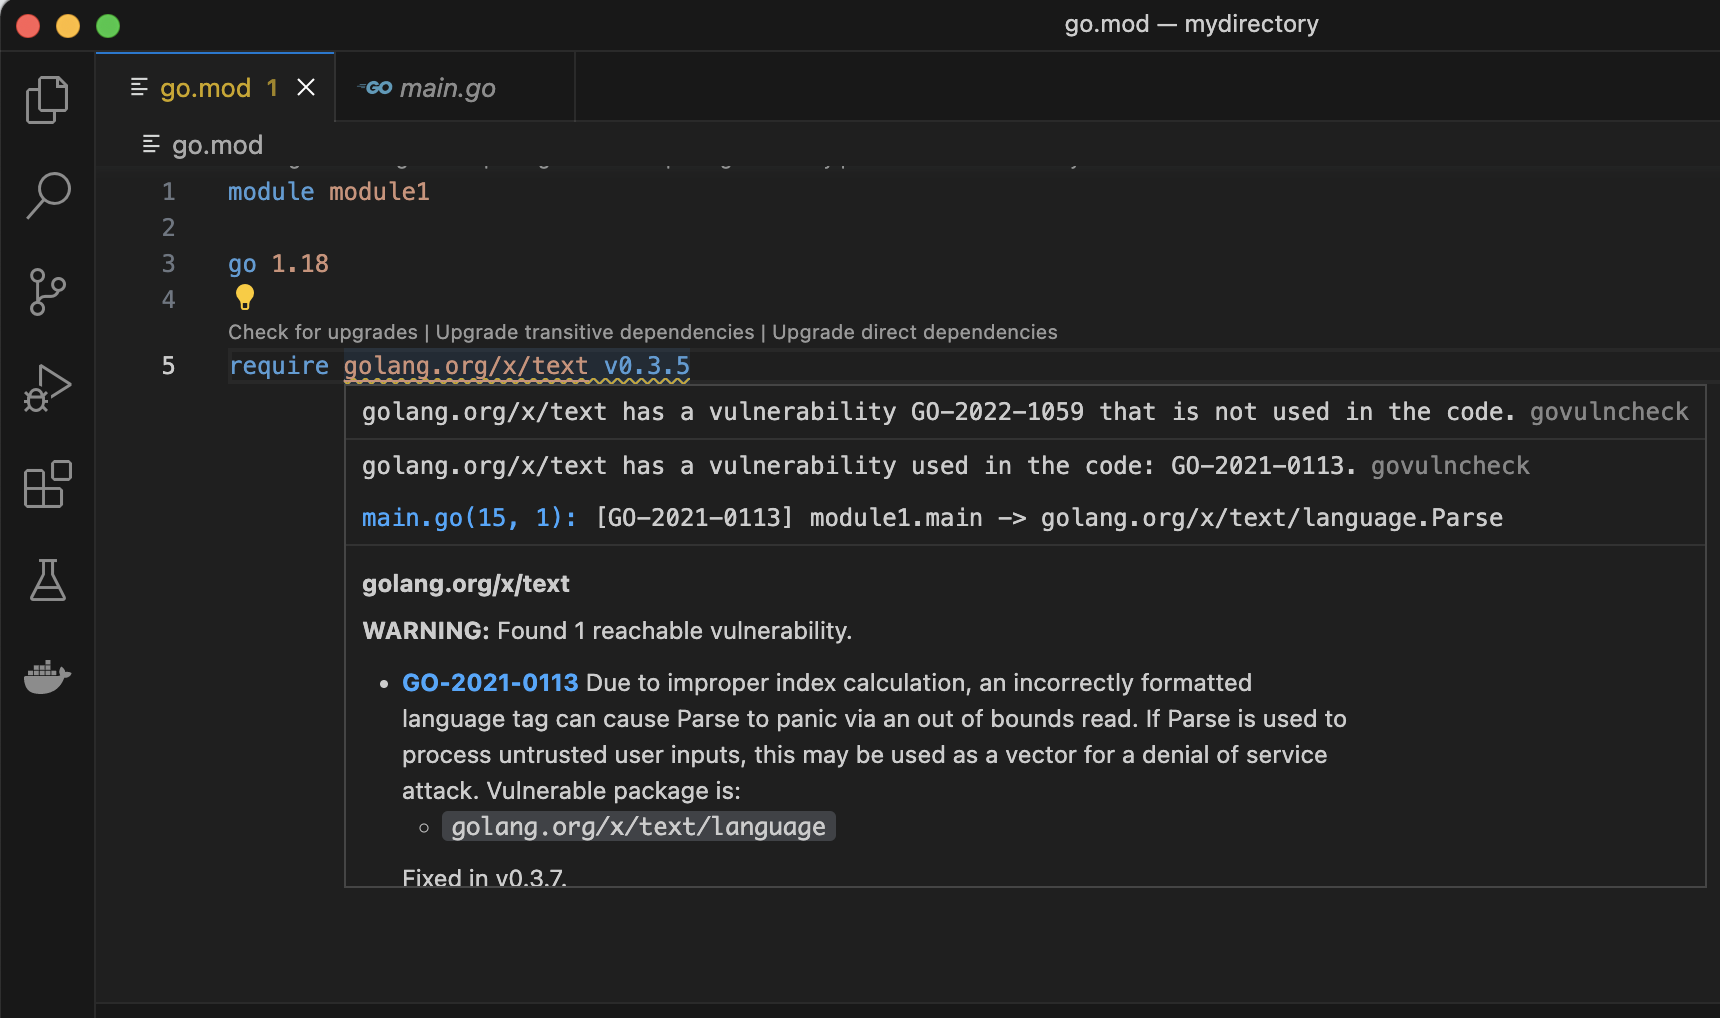 go.mod — mydirectory
go.mod 1
GO main.go
go.mod
1 module module1
2
3 go 1.18
4
Check for upgrades | Upgrade transitive dependencies | Upgrade direct dependencies
5 require golang.org/x/text v0.3.5
golang.org/x/text has a vulnerability GO-2022-1059 that is not used in the code. govulncheck
golang.org/x/text has a vulnerability used in the code: GO-2021-0113. govulncheck
main.go(15, 1): [GO-2021-0113] module1.main -> golang.org/x/text/language.Parse
golang.org/x/text
WARNING: Found 1 reachable vulnerability.
• GO-2021-0113 Due to improper index calculation, an incorrectly formatted
language tag can cause Parse to panic via an out of bounds read. If Parse is used to
process untrusted user inputs, this may be used as a vector for a denial of service
attack. Vulnerable package is:
◦ golang.org/x/text/language
Fixed in v0.3.7.